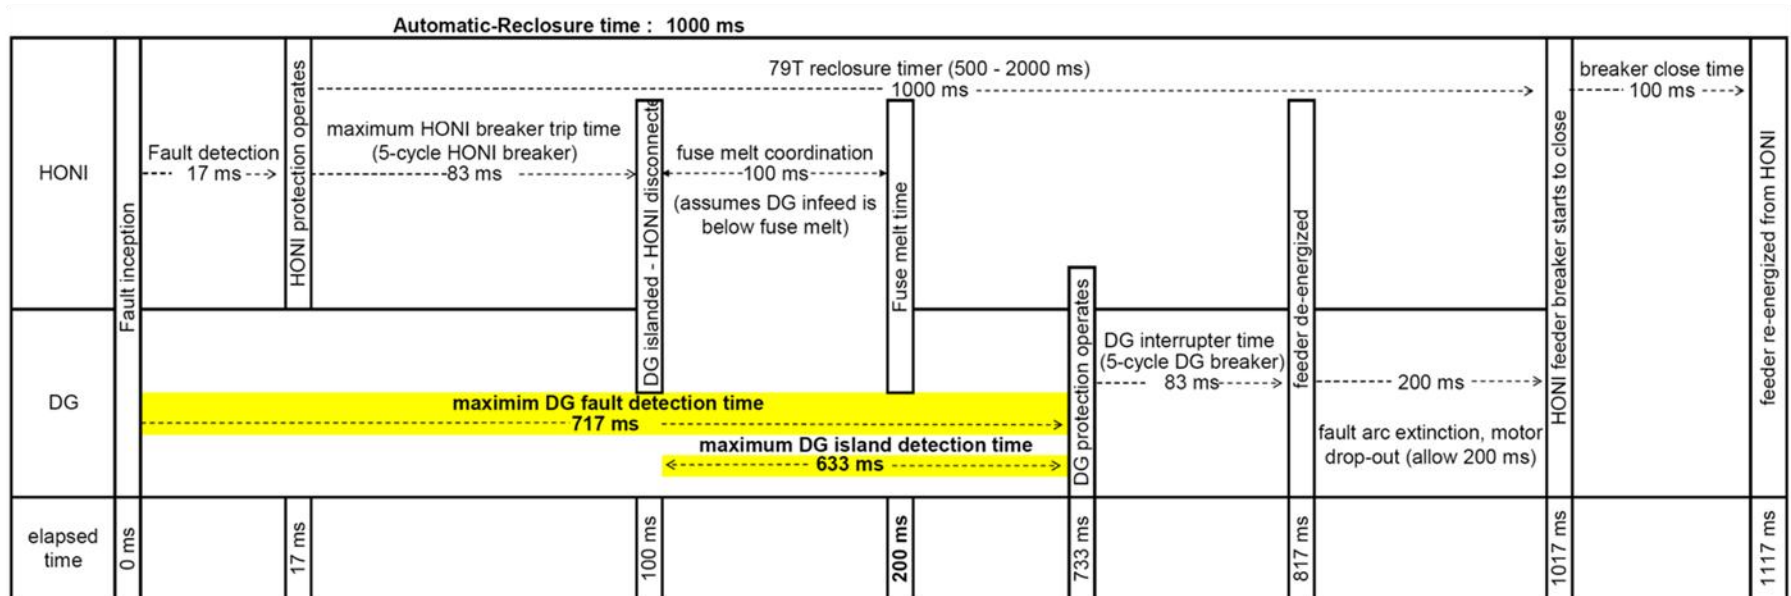 Automatic-Reclosure time : 1000 ms
79T reclosure timer (500 - 2000 ms)
1000 ms
breaker close time
100 ms
HONI
Fault inception
Fault detection
17 ms
HONI protection operates
maximum HONI breaker trip time
(5-cycle HONI breaker)
83 ms
DG islanded - HONI disconnecte
fuse melt coordination
100 ms
(assumes DG infeed is
below fuse melt)
Fuse melt time
feeder de-energized
HONI feeder breaker starts to close
feeder re-energized from HONI
DG
maximim DG fault detection time
717 ms
maximum DG island detection time
633 ms
DG protection operates
DG interrupter time
(5-cycle DG breaker)
83 ms
200 ms
fault arc extinction, motor
drop-out (allow 200 ms)
elapsed
time
0 ms
17 ms
100 ms
200 ms
733 ms
817 ms
1017 ms
1117 ms